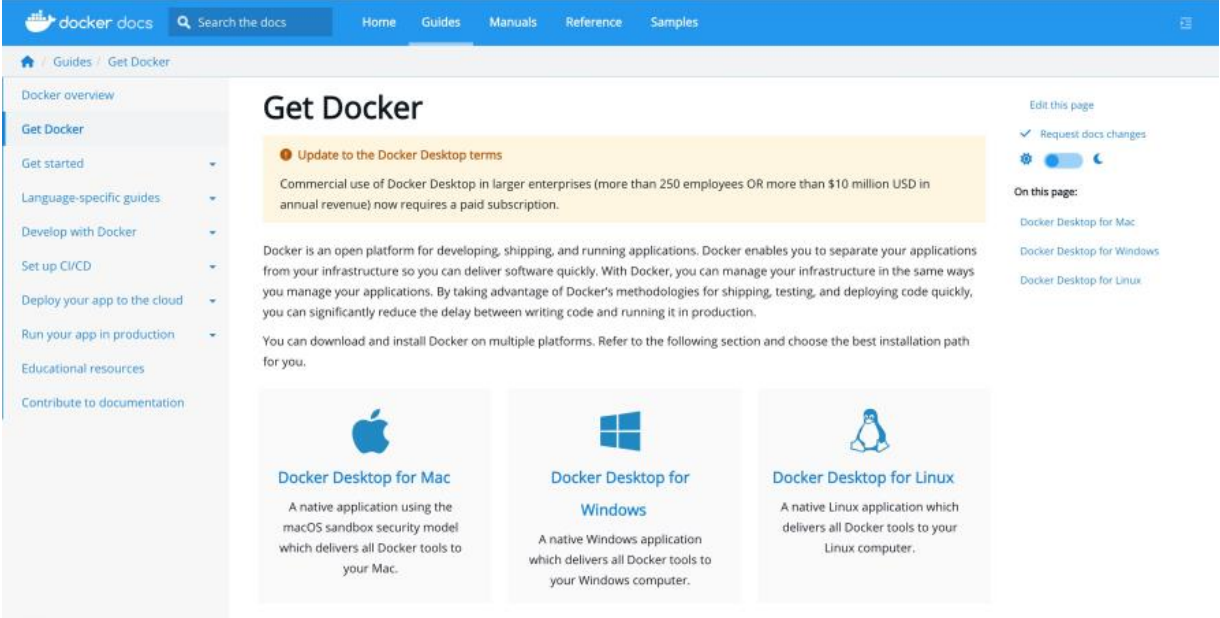 docker docs
Search the docs
Home
Guides
Manuals
Reference
Samples
/ Guides / Get Docker
Docker overview
Get Docker
Get started
Language-specific guides
Develop with Docker
Set up CI/CD
Deploy your app to the cloud
Run your app in production
Educational resources
Contribute to documentation
Get Docker
Update to the Docker Desktop terms
Commercial use of Docker Desktop in larger enterprises (more than 250 employees OR more than $10 million USD in
annual revenue) now requires a paid subscription.
Docker is an open platform for developing, shipping, and running applications. Docker enables you to separate your applications
from your infrastructure so you can deliver software quickly. With Docker, you can manage your infrastructure in the same ways
you manage your applications. By taking advantage of Docker's methodologies for shipping, testing, and deploying code quickly,
you can significantly reduce the delay between writing code and running it in production.
You can download and install Docker on multiple platforms. Refer to the following section and choose the best installation path
for you.
Docker Desktop for Mac
A native application using the
macOS sandbox security model
which delivers all Docker tools to
your Mac.
Docker Desktop for
Windows
A native Windows application
which delivers all Docker tools to
your Windows computer.
Docker Desktop for Linux
A native Linux application which
delivers all Docker tools to your
Linux computer.
Edit this page
Request docs changes
On this page:
Docker Desktop for Mac
Docker Desktop for Windows
Docker Desktop for Linux